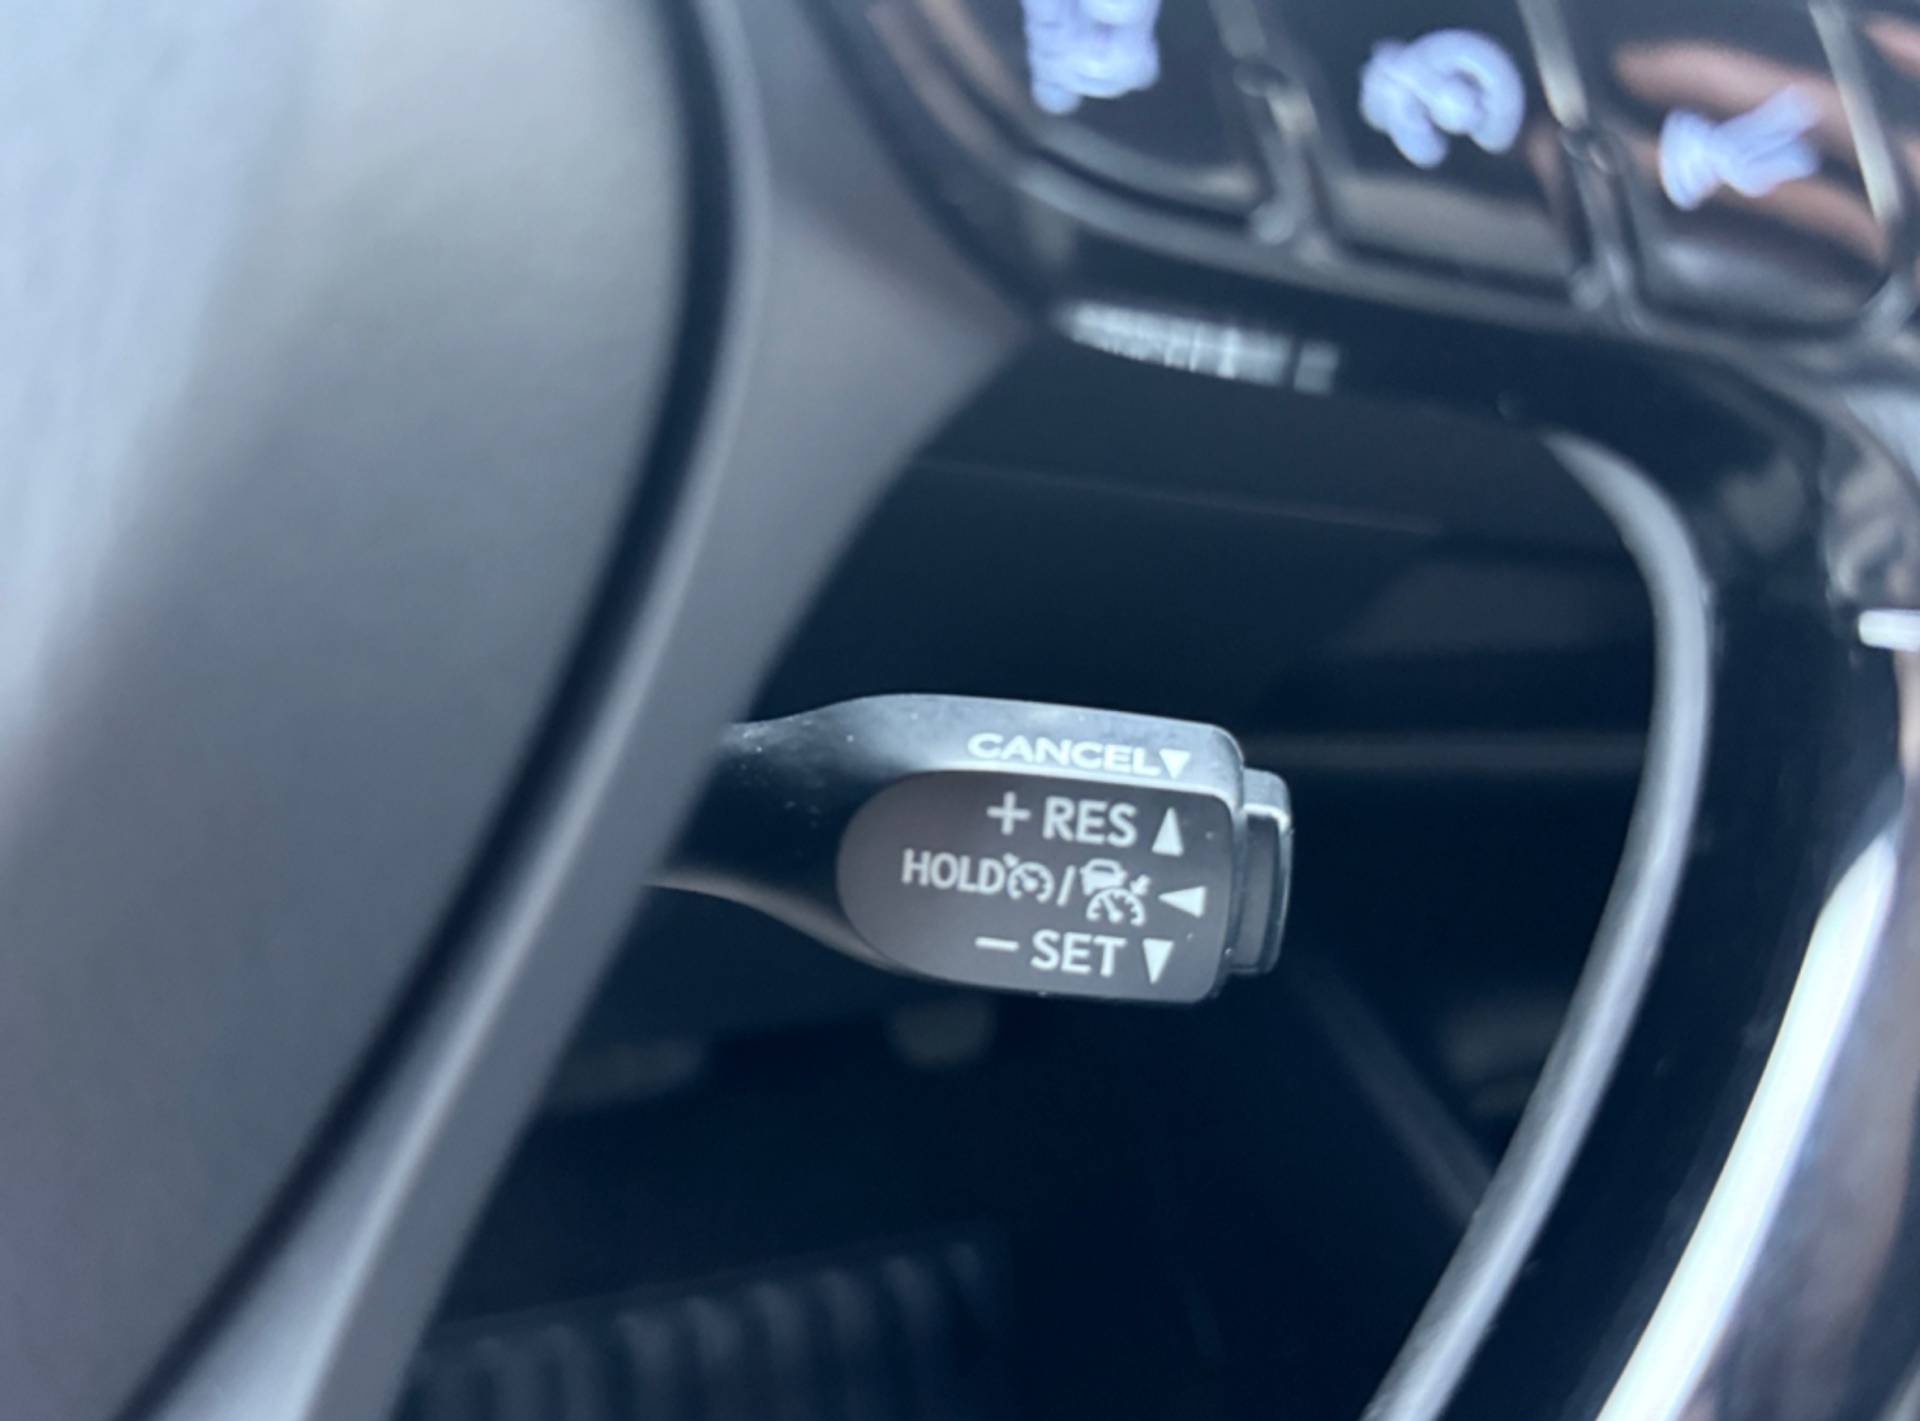 CANCEL▼
+ RES ▲
HOLD / ◀
− SET ▼